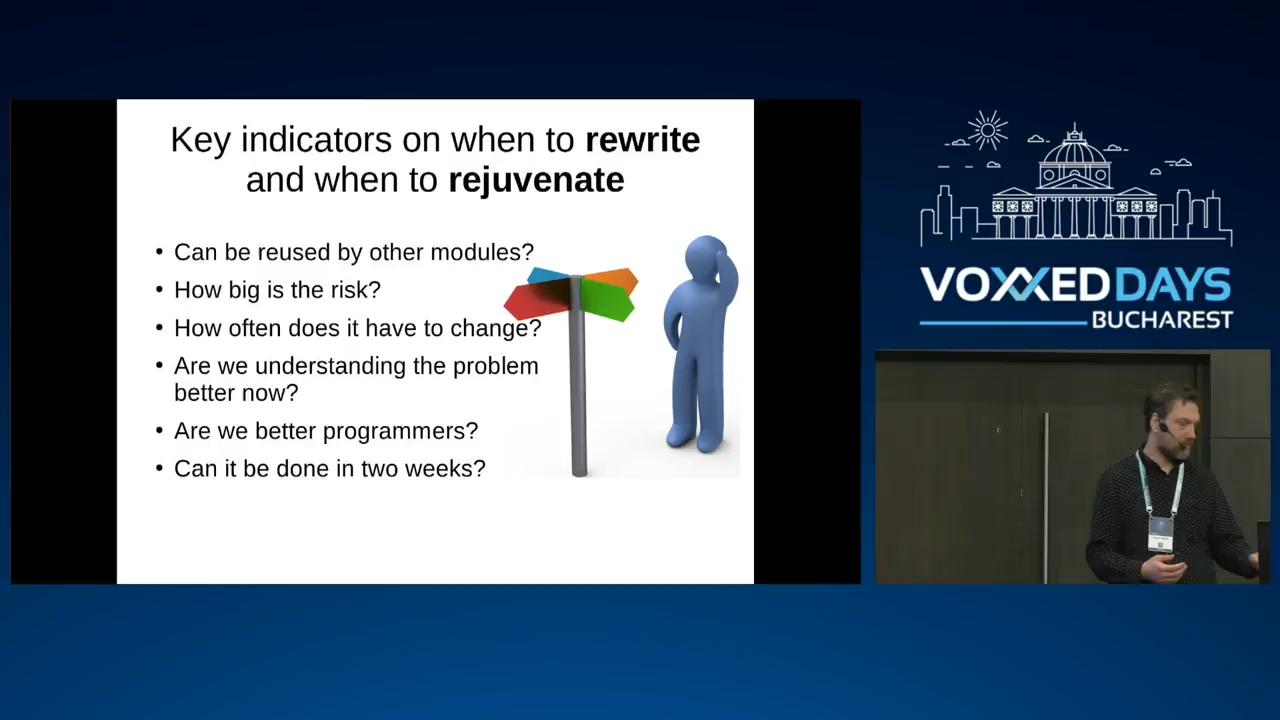 Key indicators on when to rewrite
and when to rejuvenate
• Can be reused by other modules?
• How big is the risk?
• How often does it have to change?
• Are we understanding the problem
better now?
• Are we better programmers?
• Can it be done in two weeks?
VOXXED DAYS
BUCHAREST